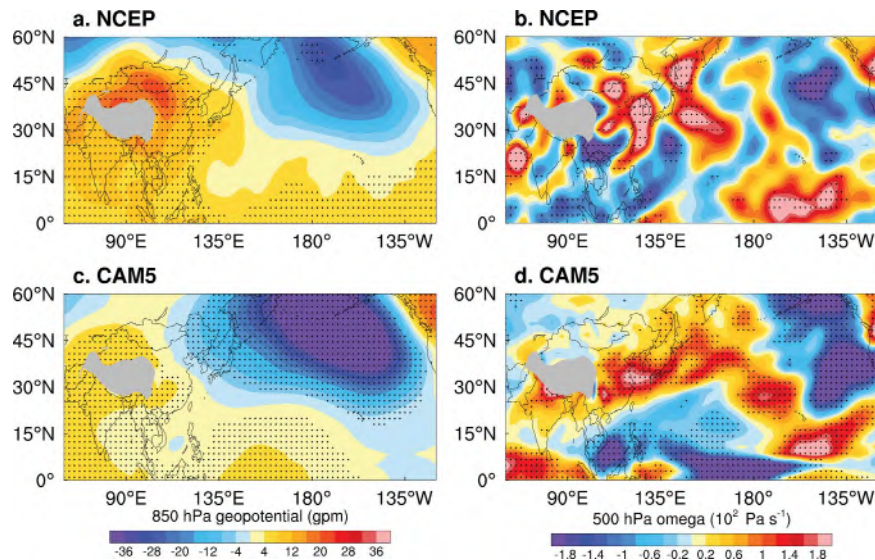 a. NCEP
b. NCEP
60°N
45°N
30°N
15°N
0°
90°E 135°E 180° 135°W
60°N
45°N
30°N
15°N
0°
90°E 135°E 180° 135°W
c. CAM5
d. CAM5
60°N
45°N
30°N
15°N
0°
90°E 135°E 180° 135°W
60°N
45°N
30°N
15°N
0°
90°E 135°E 180° 135°W
850 hPa geopotential (gpm)
-36 -28 -20 -12 -4 4 12 20 28 36
500 hPa omega (10² Pa s⁻¹)
-1.8 -1.4 -1 -0.6 -0.2 0.2 0.6 1 1.4 1.8